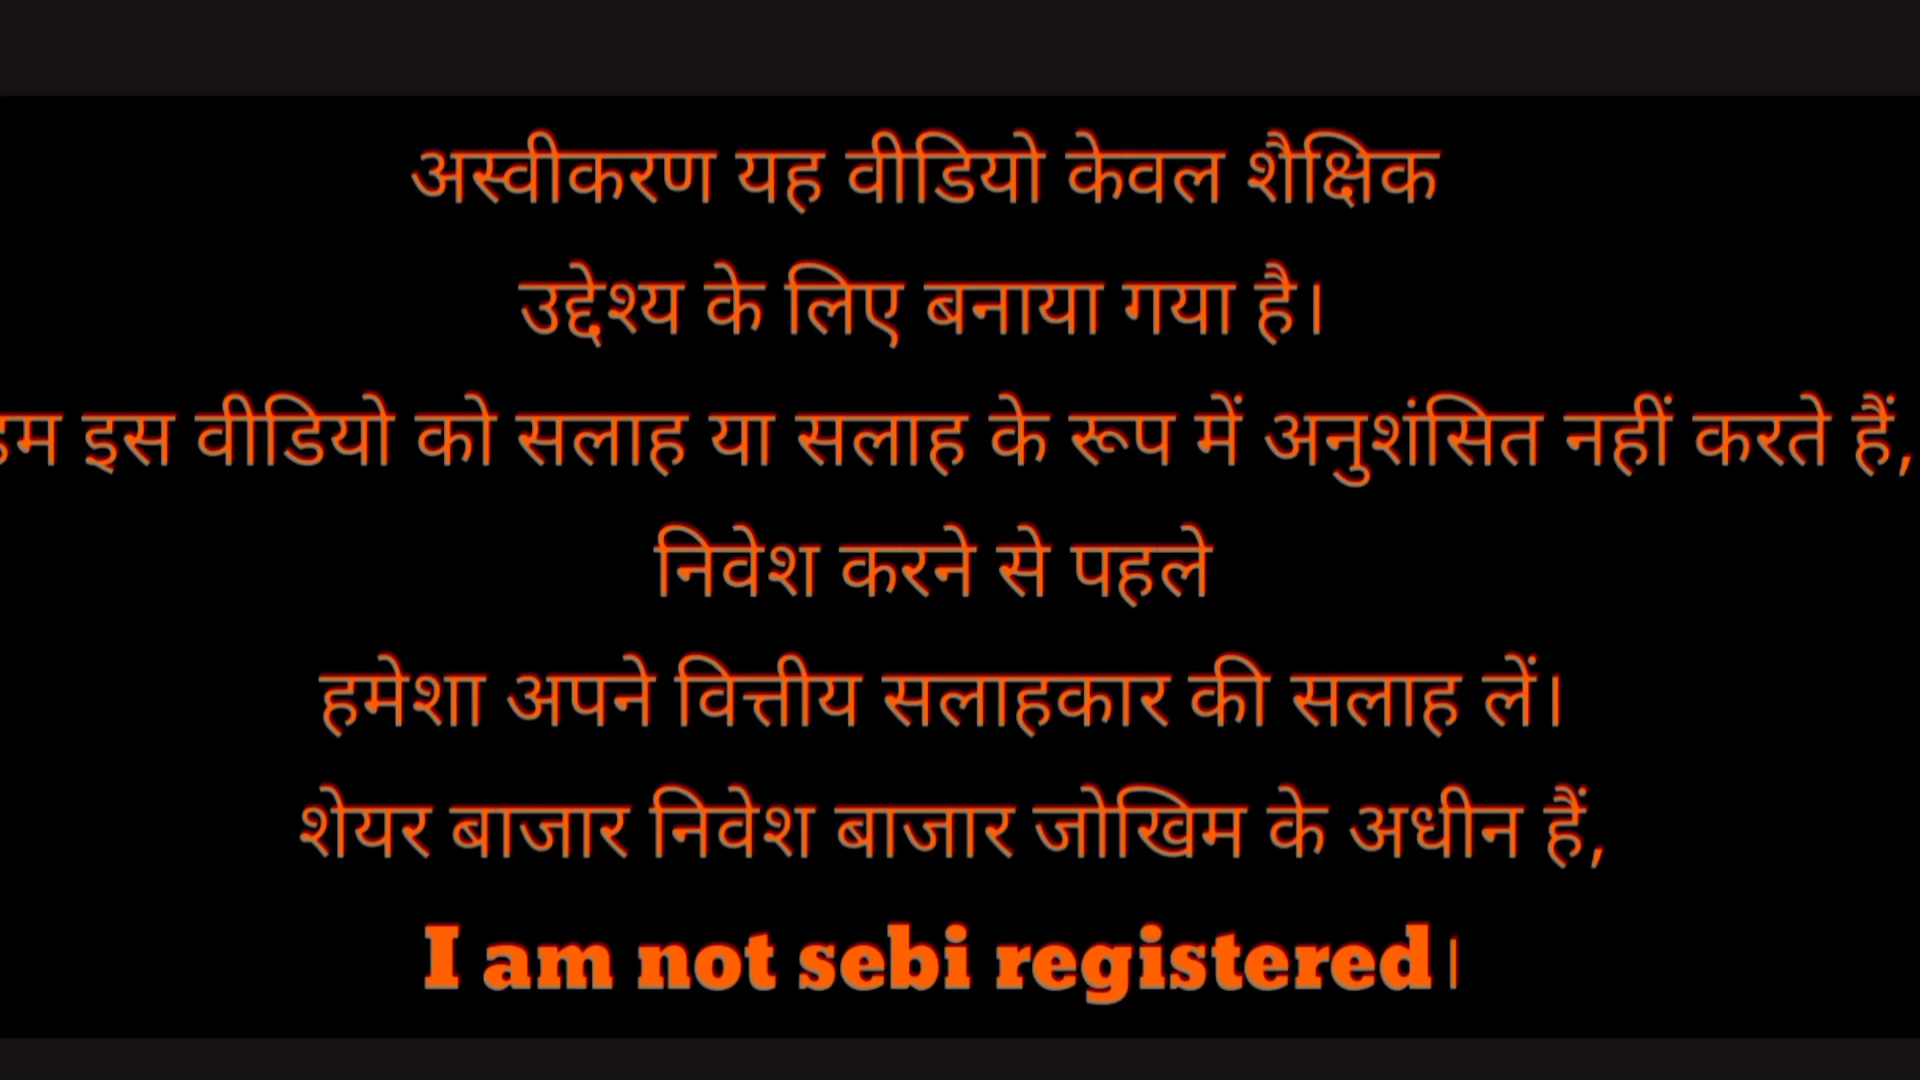 अस्वीकरण यह वीडियो केवल शैक्षिक
उद्देश्य के लिए बनाया गया है।
हम इस वीडियो को सलाह या सलाह के रूप में अनुशंसित नहीं करते हैं,
निवेश करने से पहले
हमेशा अपने वित्तीय सलाहकार की सलाह लें।
शेयर बाजार निवेश बाजार जोखिम के अधीन हैं,
I am not sebi registered।